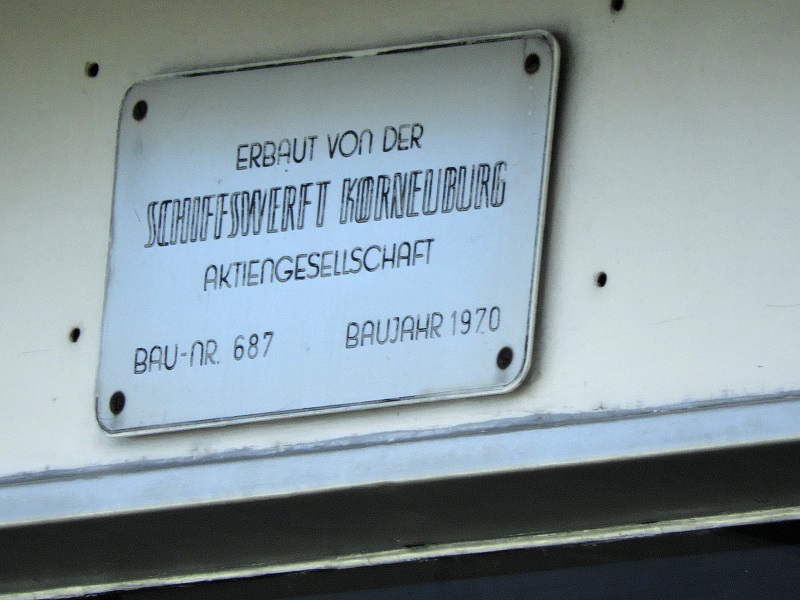 ERBAUT VON DER
SCHIFFSWERFT KORNEUBURG
AKTIENGESELLSCHAFT
BAU-NR. 687 BAUJAHR 1970